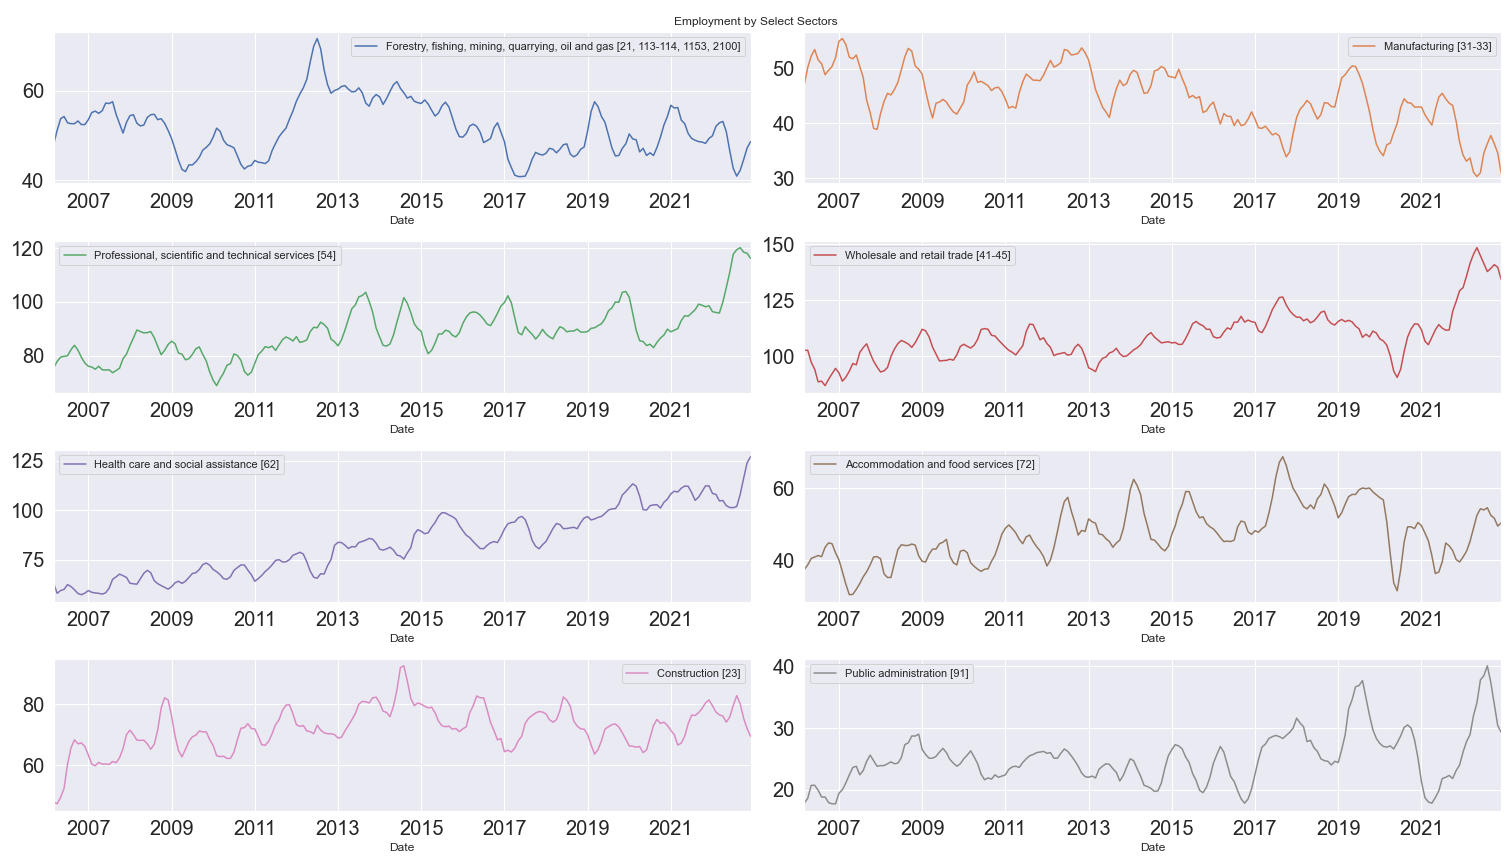 Employment by Select Sectors
Forestry, fishing, mining, quarrying, oil and gas [21, 113-114, 1153, 2100]
60
40
2007 2009 2011 2013 2015 2017 2019 2021
Date
Manufacturing [31-33]
50
40
30
2007 2009 2011 2013 2015 2017 2019 2021
Date
Professional, scientific and technical services [54]
120
100
80
2007 2009 2011 2013 2015 2017 2019 2021
Date
Wholesale and retail trade [41-45]
150
125
100
2007 2009 2011 2013 2015 2017 2019 2021
Date
Health care and social assistance [62]
125
100
75
2007 2009 2011 2013 2015 2017 2019 2021
Date
Accommodation and food services [72]
60
40
2007 2009 2011 2013 2015 2017 2019 2021
Date
Construction [23]
80
60
2007 2009 2011 2013 2015 2017 2019 2021
Date
Public administration [91]
40
30
20
2007 2009 2011 2013 2015 2017 2019 2021
Date